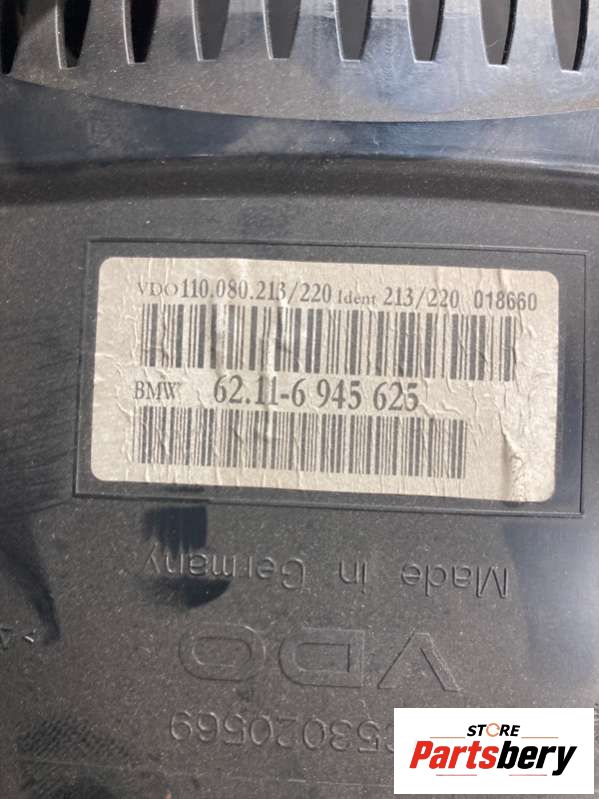 VDO 110.080.213/220 Ident 213/220 018660
BMW 62.11-6 945 625
Made in Germany
VDO
53020569
STORE
Partsbery